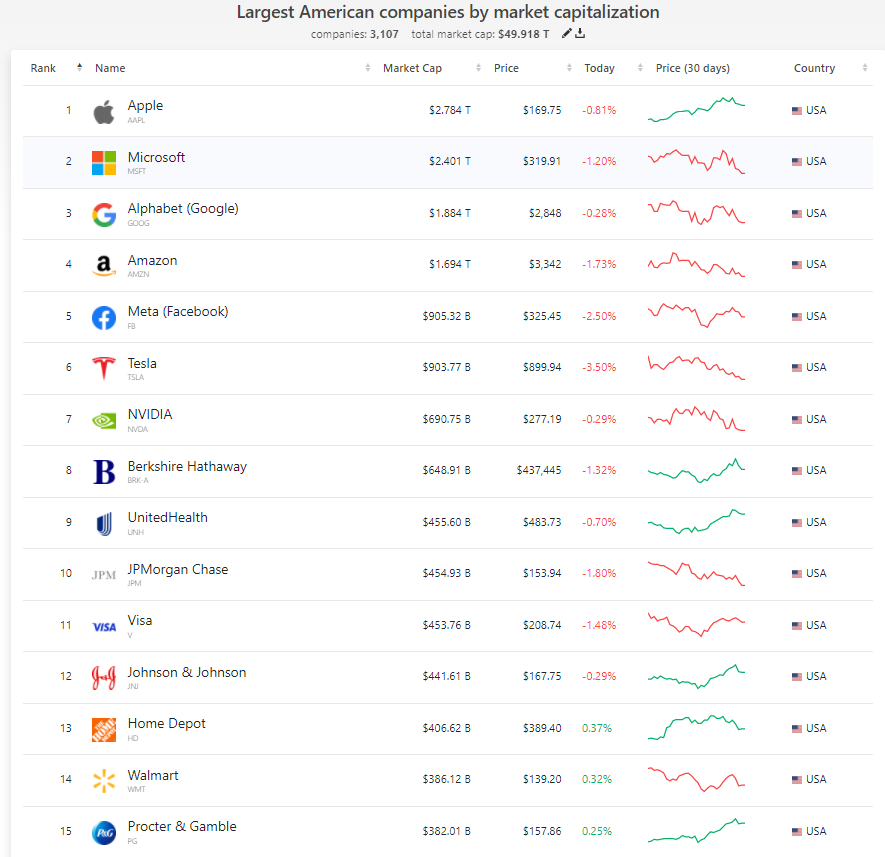 Largest American companies by market capitalization
companies: 3,107 total market cap: $49.918 T
Rank Name Market Cap Price Today Price (30 days) Country
1 Apple $2.784 T $169.75 -0.81% USA
AAPL
2 Microsoft $2.401 T $319.91 -1.20% USA
MSFT
3 Alphabet (Google) $1.884 T $2,848 -0.28% USA
GOOG
4 Amazon $1.694 T $3,342 -1.73% USA
AMZN
5 Meta (Facebook) $905.32 B $325.45 -2.50% USA
FB
6 Tesla $903.77 B $899.94 -3.50% USA
TSLA
7 NVIDIA $690.75 B $277.19 -0.29% USA
NVDA
8 B Berkshire Hathaway $648.91 B $437,445 -1.32% USA
BRK-A
9 UnitedHealth $455.60 B $483.73 -0.70% USA
UNH
10 JPM JPMorgan Chase $454.93 B $153.94 -1.80% USA
JPM
11 VISA Visa $453.76 B $208.74 -1.48% USA
V
12 J&J Johnson & Johnson $441.61 B $167.75 -0.29% USA
JNJ
13 THE HOME DEPOT Home Depot $406.62 B $389.40 0.37% USA
HD
14 Walmart $386.12 B $139.20 0.32% USA
WMT
15 P&G Procter & Gamble $382.01 B $157.86 0.25% USA
PG